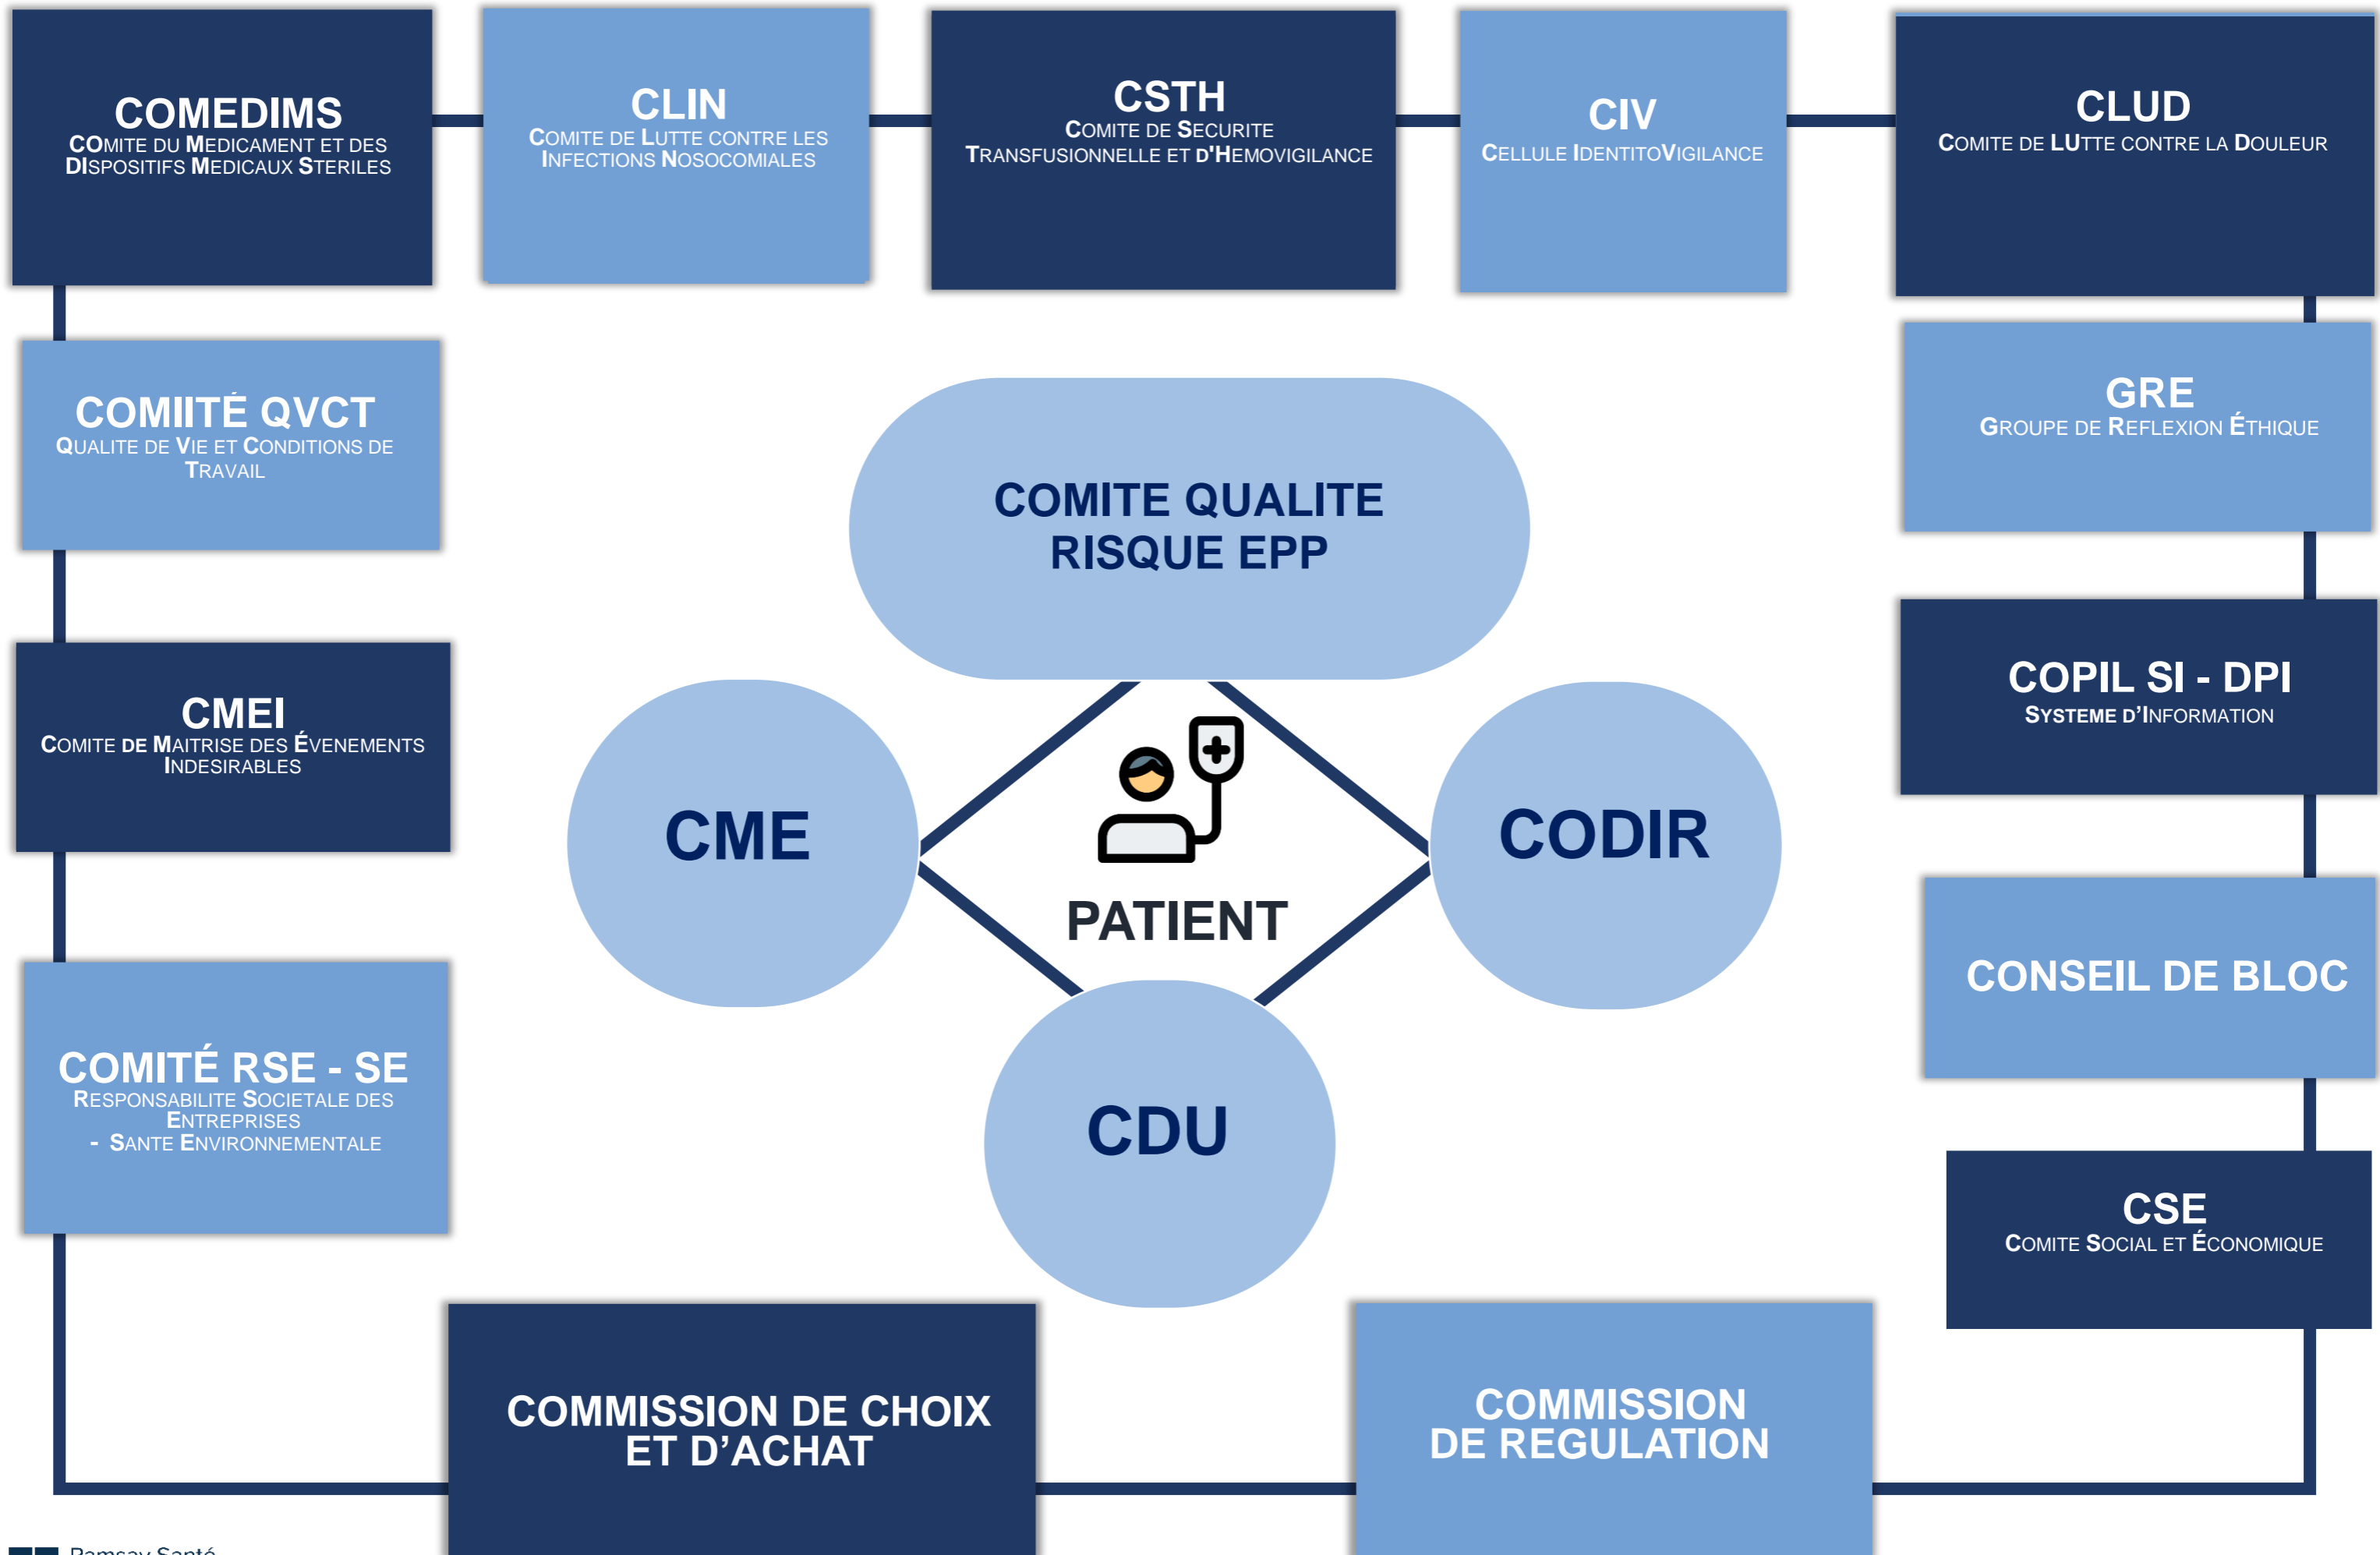 COMEDIMS
COMITE DU MEDICAMENT ET DES
DISPOSITIFS MEDICAUX STERILES
CLIN
COMITE DE LUTTE CONTRE LES
INFECTIONS NOSOCOMIALES
CSTH
COMITE DE SECURITE
TRANSFUSIONNELLE ET D'HEMOVIGILANCE
CIV
CELLULE IDENTITOVIGILANCE
CLUD
COMITE DE LUTTE CONTRE LA DOULEUR
COMIITÉ QVCT
QUALITE DE VIE ET CONDITIONS DE
TRAVAIL
GRE
GROUPE DE REFLEXION ÉTHIQUE
COMITE QUALITE
RISQUE EPP
CMEI
COMITE DE MAITRISE DES ÉVENEMENTS
INDESIRABLES
COPIL SI - DPI
SYSTEME D’INFORMATION
CME
CODIR
PATIENT
CONSEIL DE BLOC
COMITÉ RSE - SE
RESPONSABILITE SOCIETALE DES
ENTREPRISES
- SANTE ENVIRONNEMENTALE
CDU
CSE
COMITE SOCIAL ET ÉCONOMIQUE
COMMISSION DE CHOIX
ET D’ACHAT
COMMISSION
DE REGULATION
Ramsay Santé